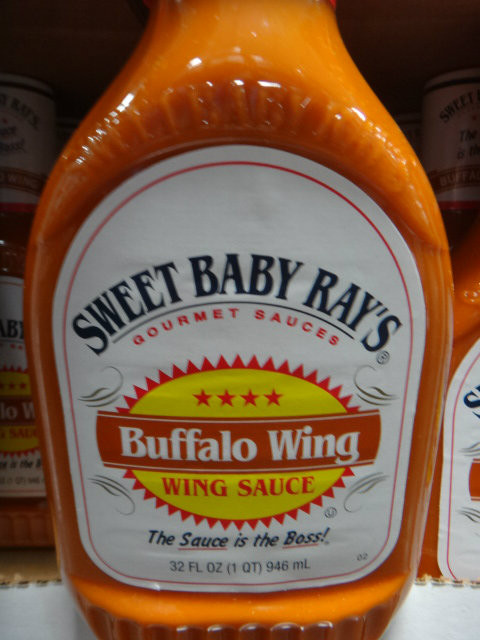 SWEET BABY RAY'S®
GOURMET SAUCES
Buffalo Wing
WING SAUCE
The Sauce is the Boss!
32 FL OZ (1 QT) 946 mL
02